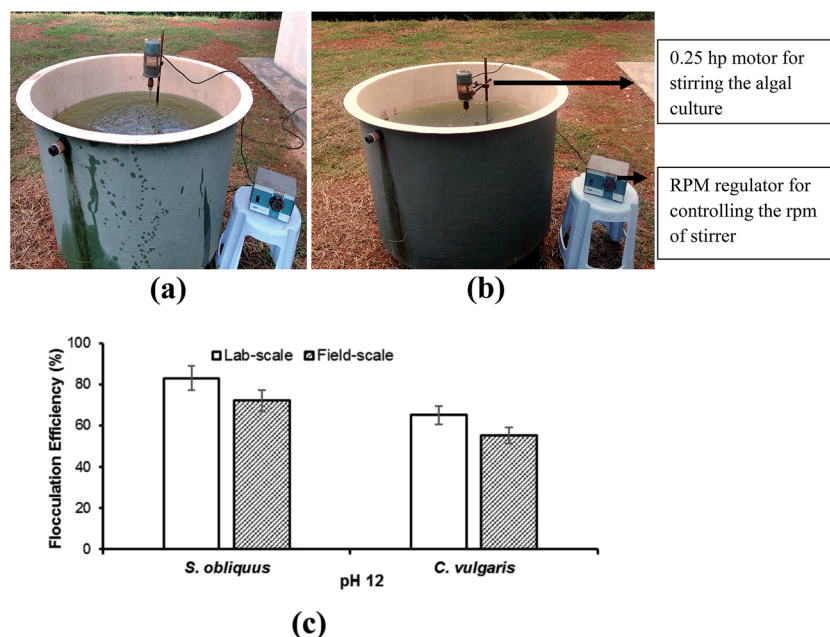 0.25 hp motor for
stirring the algal
culture
RPM regulator for
controlling the rpm
of stirrer
(a)
(b)
Flocculation Efficiency (%)
100
80
60
40
20
0
Lab-scale Field-scale
S. obliquus C. vulgaris
pH 12
(c)